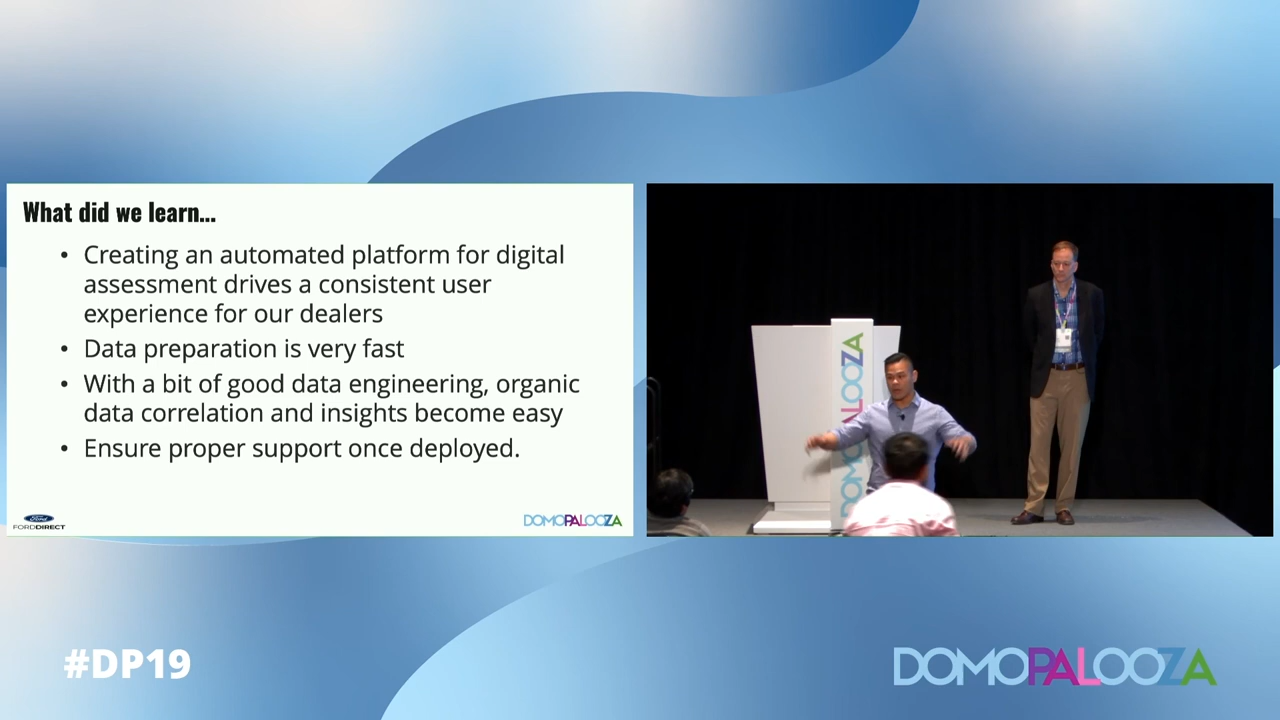 What did we learn...
• Creating an automated platform for digital
assessment drives a consistent user
experience for our dealers
• Data preparation is very fast
• With a bit of good data engineering, organic
data correlation and insights become easy
• Ensure proper support once deployed.
Ford
FORDDIRECT
DOMOPALOOZA
DOMOPALOOZA
#DP19
DOMOPALOOZA